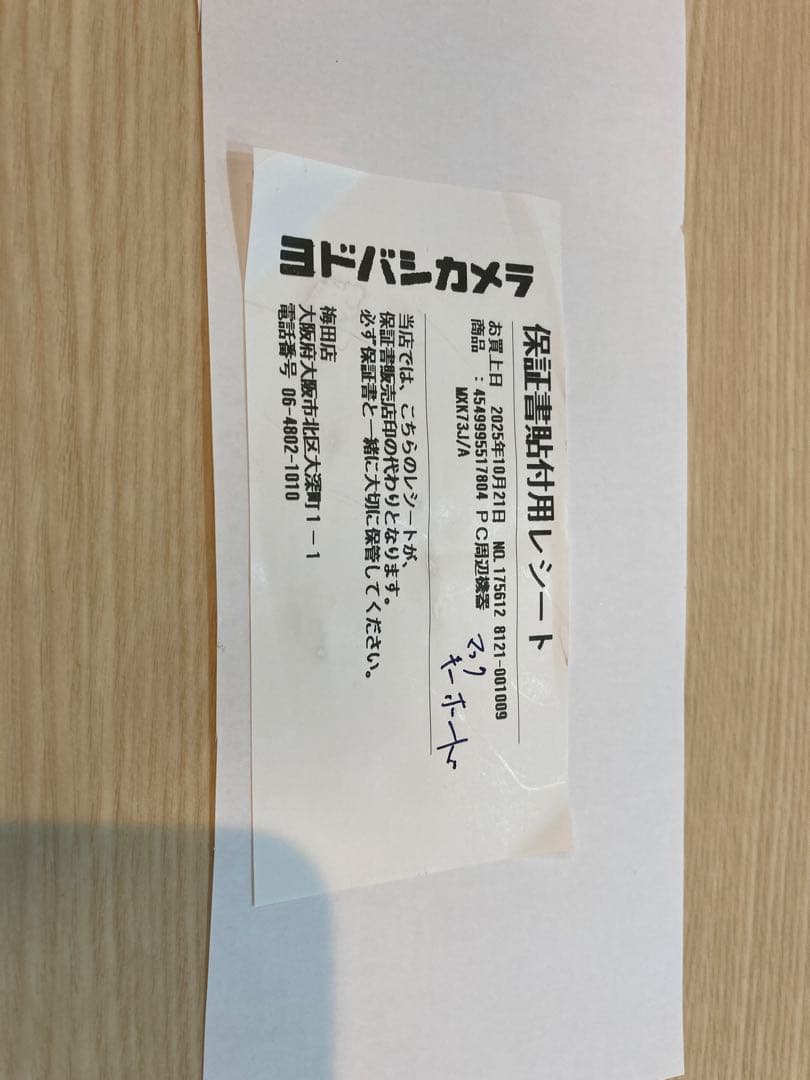 ヨドバシカメラ
保証書貼付用レシート
お買上日 2025年10月21日 NO.175612 8121-001009
商品 :4549995517804 PC周辺機器
MXK73J/A
マック
キーボード
当店では、こちらのレシートが、
保証書販売店印の代わりとなります。
必ず保証書と一緒に大切に保管してください。
梅田店
大阪府大阪市北区大深町1-1
電話番号 06-4802-1010